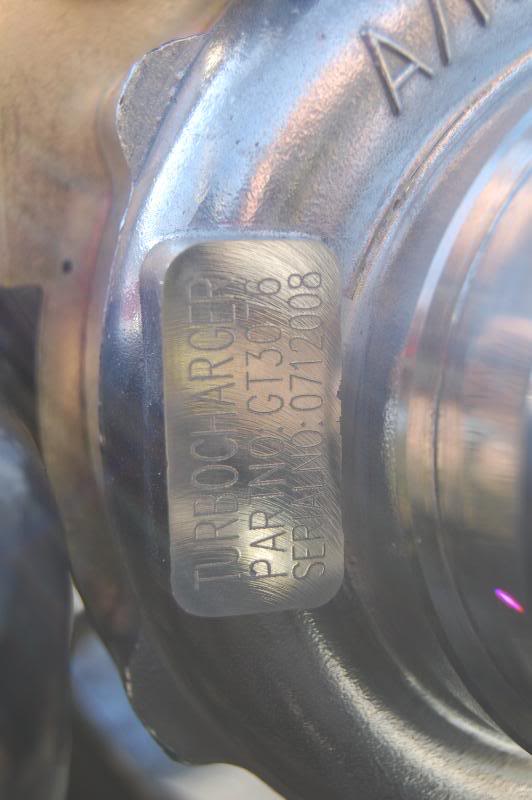 A/R
TURBOCHARGER
PART NO: GT3076
SERIAL NO: 0712008